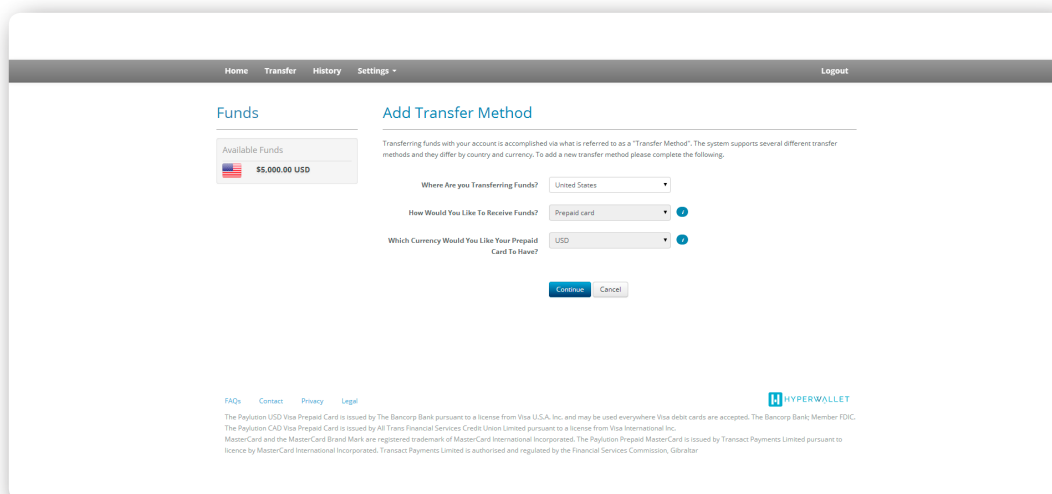 Home Transfer History Settings Logout
Funds
Available Funds
$5,000.00 USD
Add Transfer Method
Transferring funds with your account is accomplished via what is referred to as a "Transfer Method". The system supports several different transfer
methods and they differ by country and currency. To add a new transfer method please complete the following.
Where Are you Transferring Funds? United States
How Would You Like To Receive Funds? Prepaid card
Which Currency Would You Like Your Prepaid USD
Card To Have?
Continue Cancel
FAQs Contact Privacy Legal
HYPERWALLET
The Paylution USD Visa Prepaid Card is issued by The Bancorp Bank pursuant to a license from Visa U.S.A. Inc. and may be used everywhere Visa debit cards are accepted. The Bancorp Bank; Member FDIC.
The Paylution CAD Visa Prepaid Card is issued by All Trans Financial Services Credit Union Limited pursuant to a license from Visa International Inc.
MasterCard and the MasterCard Brand Mark are registered trademark of MasterCard International Incorporated. The Paylution Prepaid MasterCard is issued by Transact Payments Limited pursuant to
licence by MasterCard International Incorporated. Transact Payments Limited is authorised and regulated by the Financial Services Commission, Gibraltar